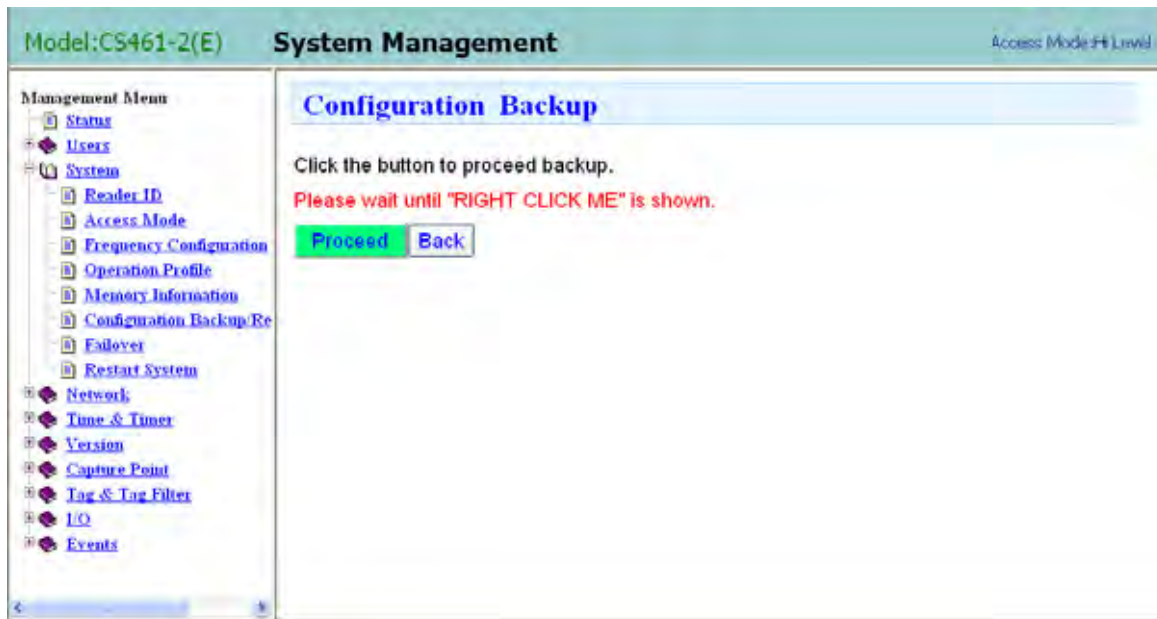 Model:CS461-2(E)
System Management
Access Mode:Hi Level
Management Menu
Status
Users
System
Reader ID
Access Mode
Frequency Configuration
Operation Profile
Memory Information
Configuration Backup/Re
Failover
Restart System
Network
Time & Timer
Version
Capture Point
Tag & Tag Filter
I/O
Events
Configuration Backup
Click the button to proceed backup.
Please wait until "RIGHT CLICK ME" is shown.
Proceed Back